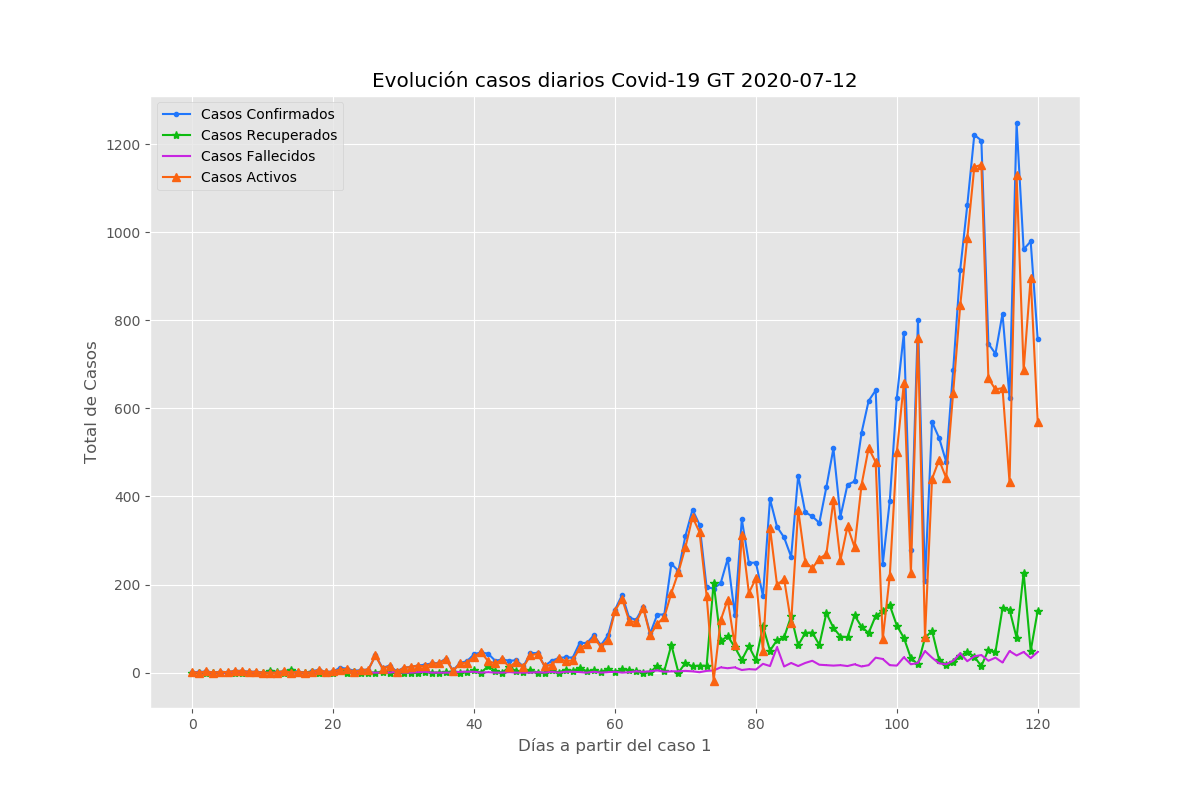 Evolución casos diarios Covid-19 GT 2020-07-12
Casos Confirmados
Casos Recuperados
Casos Fallecidos
Casos Activos
Total de Casos
1200
1000
800
600
400
200
0
0 20 40 60 80 100 120
Días a partir del caso 1